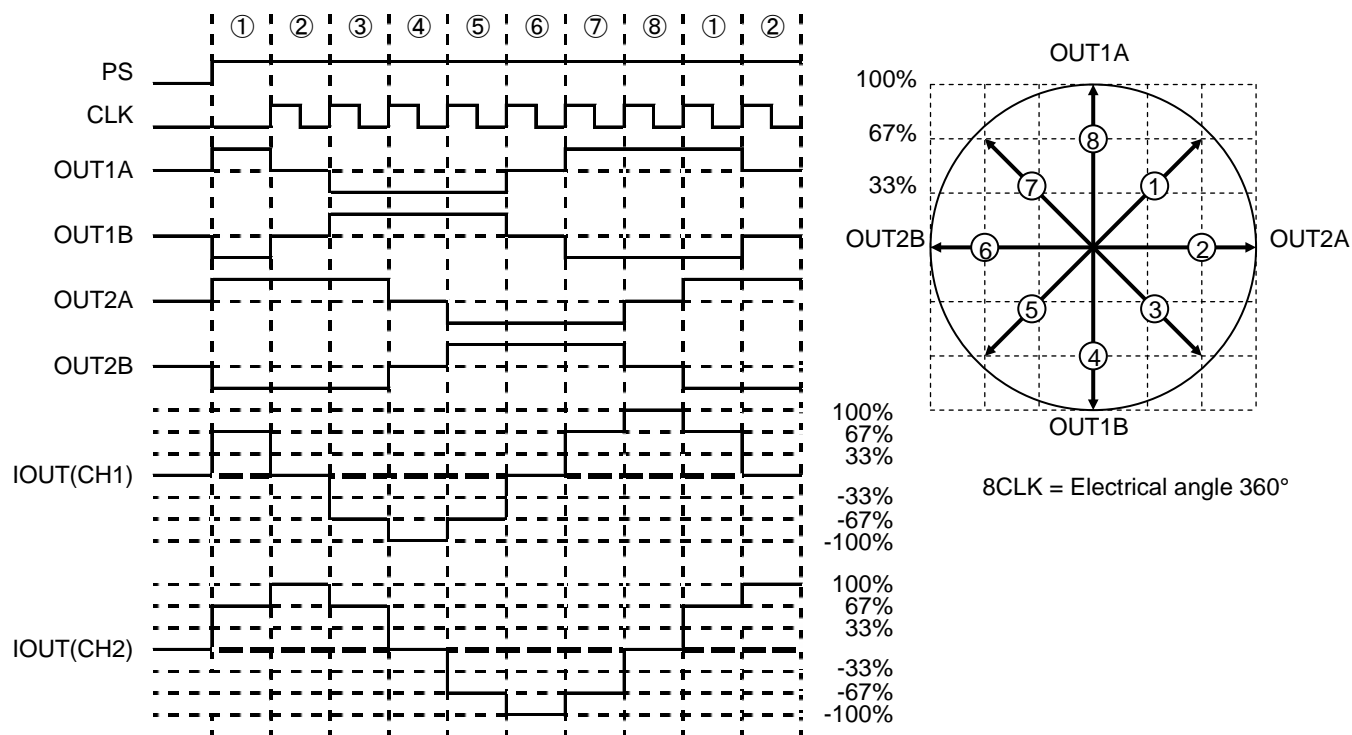 ① ② ③ ④ ⑤ ⑥ ⑦ ⑧ ① ②
PS
CLK
OUT1A
OUT1B
OUT2A
OUT2B
IOUT(CH1)
100%
67%
33%
-33%
-67%
-100%
IOUT(CH2)
100%
67%
33%
-33%
-67%
-100%
OUT1A
100%
67%
33%
⑧
⑦ ①
OUT2B ⑥ ② OUT2A
⑤ ③
④
OUT1B
8CLK = Electrical angle 360°